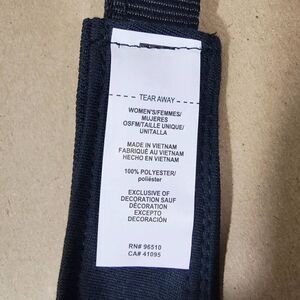 TEAR AWAY
WOMEN'S/FEMMES/
MUJERES
OSFM/TAILLE UNIQUE/
UNITALLA
MADE IN VIETNAM
FABRIQUÉ AU VIETNAM
HECHO EN VIETNAM
100% POLYESTER/
poliéster
EXCLUSIVE OF
DECORATION SAUF
DÉCORATION
EXCEPTO
DECORACIÓN
RN# 96510
CA# 41095